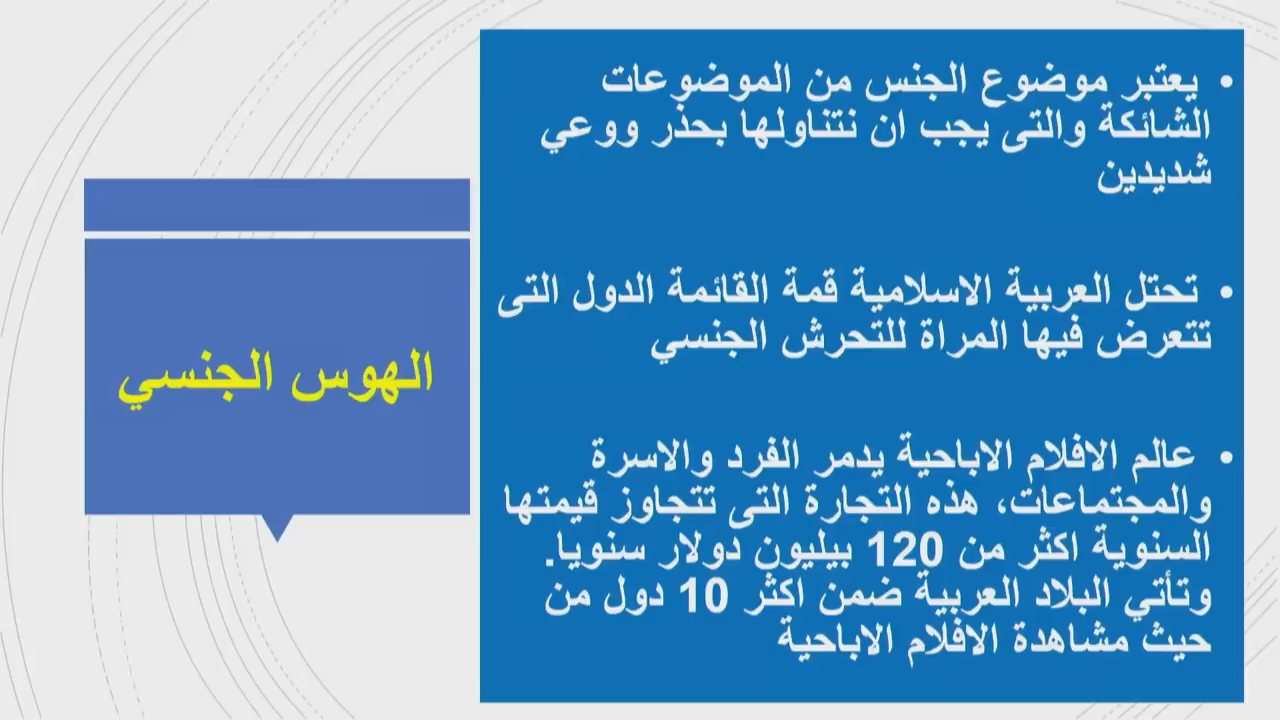 الهوس الجنسي
• يعتبر موضوع الجنس من الموضوعات
الشائكة والتى يجب ان نتناولها بحذر ووعي
شديدين
• تحتل العربية الاسلامية قمة القائمة الدول التى
تتعرض فيها المراة للتحرش الجنسي
• عالم الافلام الاباحية يدمر الفرد والاسرة
والمجتمعات، هذه التجارة التى تتجاوز قيمتها
السنوية اكثر من 120 بيليون دولار سنويا.
وتأتي البلاد العربية ضمن اكثر 10 دول من
حيث مشاهدة الافلام الاباحية